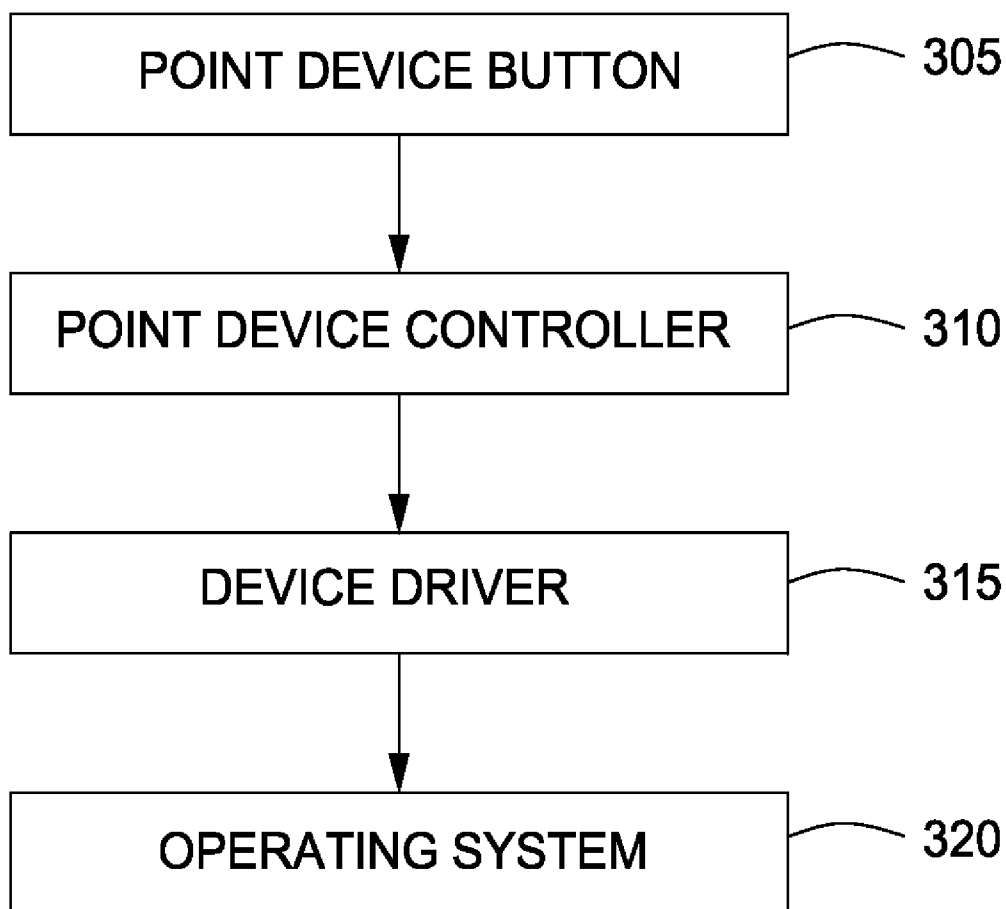 POINT DEVICE BUTTON 305
POINT DEVICE CONTROLLER 310
DEVICE DRIVER 315
OPERATING SYSTEM 320